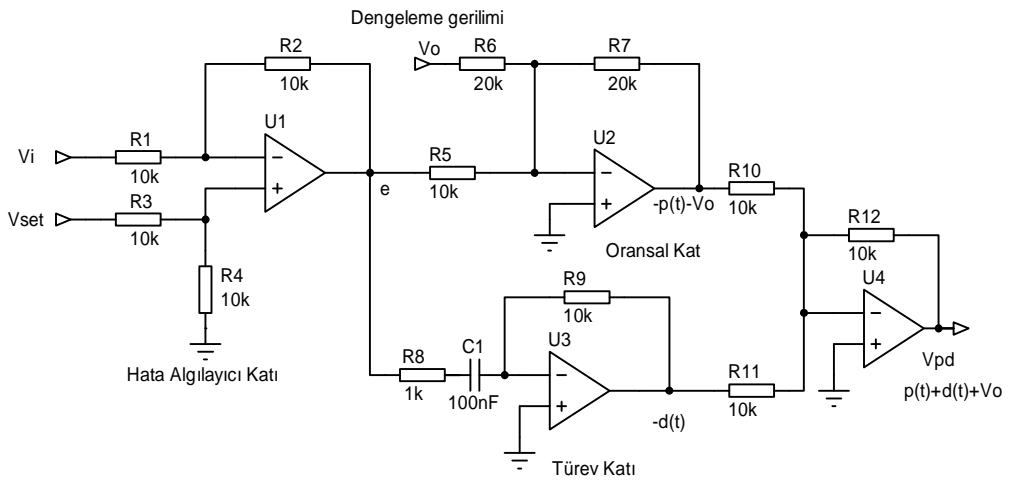 Dengeleme gerilimi
Vo
R6
20k
R7
20k
R2
10k
U1
−
+
Vi
R1
10k
Vset
R3
10k
R4
10k
Hata Algılayıcı Katı
e
R5
10k
U2
−
+
-p(t)-Vo
Oransal Kat
R10
10k
R12
10k
U4
−
+
Vpd
p(t)+d(t)+Vo
R9
10k
U3
−
+
R8
1k
C1
100nF
-d(t)
R11
10k
Türev Katı